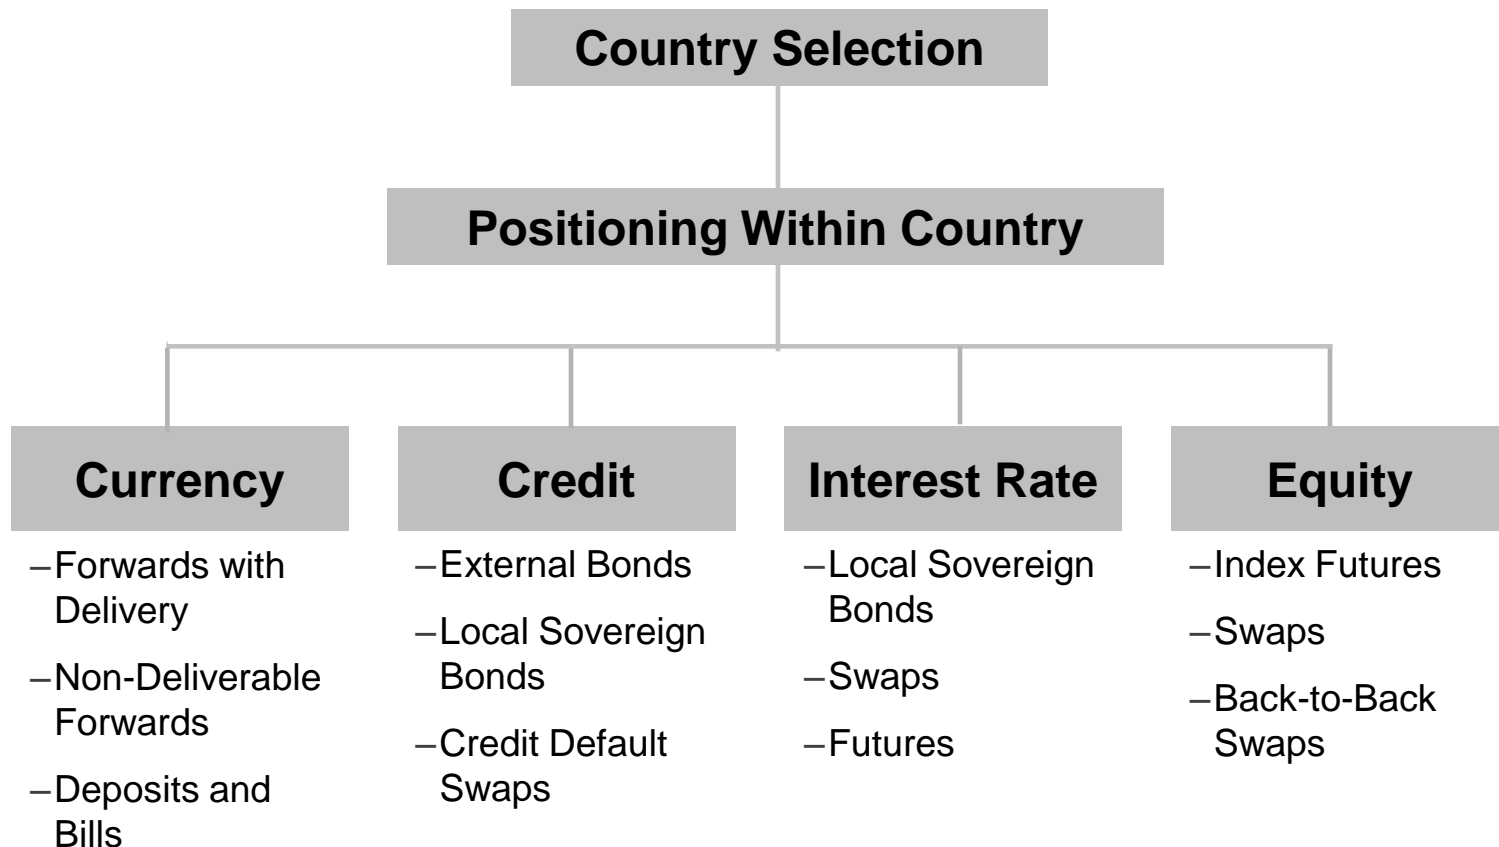 Country Selection
Positioning Within Country
Currency
–Forwards with
Delivery
–Non-Deliverable
Forwards
–Deposits and
Bills
Credit
–External Bonds
–Local Sovereign
Bonds
–Credit Default
Swaps
Interest Rate
–Local Sovereign
Bonds
–Swaps
–Futures
Equity
–Index Futures
–Swaps
–Back-to-Back
Swaps